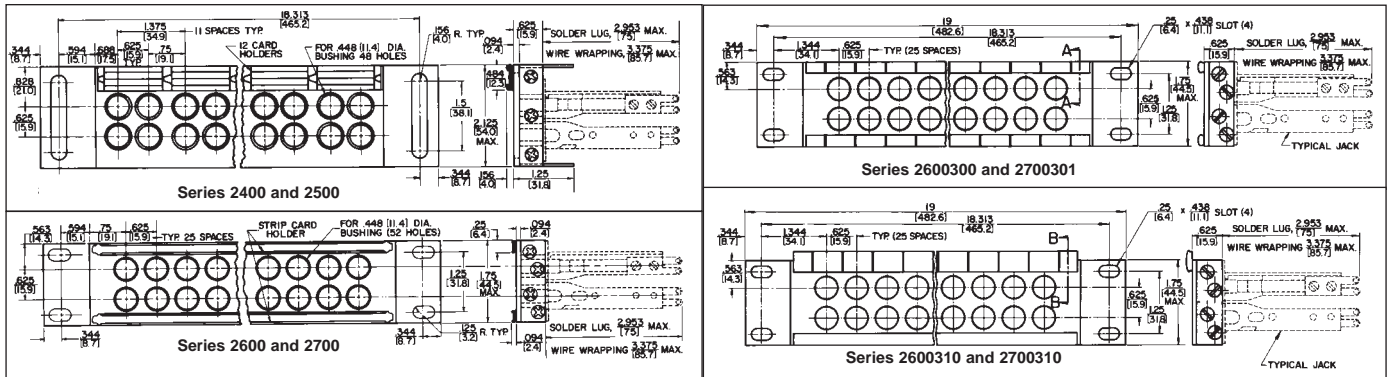 18.313
[465.2]
1.375
[34.9]
11 SPACES TYP.
.344
[8.7]
.594
[15.1]
.688
[17.5]
.625
[15.9]
TYP.
.75
[19.1]
12 CARD
HOLDERS
FOR .448 [11.4] DIA.
BUSHING 48 HOLES
.156
[4.0] R. TYP.
.094
[2.4]
.625
[15.9]
SOLDER LUG, 2.953 MAX.
[75]
WIRE WRAPPING 3.375 MAX.
[85.7]
.828
[21.0]
.625
[15.9]
.484
[12.3]
1.5
[38.1]
2.125
[54.0]
MAX.
.344
[8.7]
.156
[4.0]
1.25
[31.8]
Series 2400 and 2500
19
[482.6]
18.313
[465.2]
.25
[6.4] x .438
[11.1] SLOT (4)
.344
[8.7]
1.344
[34.1]
.625
[15.9]
TYP (25 SPACES)
A
A
.625
[15.9]
SOLDER LUG, 2.953 MAX.
[75]
WIRE WRAPPING 3.375 MAX.
[85.7]
.563
[14.3]
.625
[15.9]
1.75
[44.5]
MAX.
1.25
[31.8]
TYPICAL JACK
Series 2600300 and 2700301
.563
[14.3]
.594
[15.1]
.75
[19.1]
.625
[15.9]
TYP. 25 SPACES
STRIP CARD
HOLDER
FOR .448 [11.4] DIA.
BUSHING (52 HOLES)
.25
[6.4]
.094
[2.4]
.625
[15.9]
1.25
[31.8]
1.75
[44.5]
MAX.
.344
[8.7]
.344
[8.7]
.125
[3.2] R. TYP
.094
[2.4]
SOLDER LUG, 2.953 MAX.
[75]
WIRE WRAPPING 3.375 MAX.
[85.7]
Series 2600 and 2700
19
[482.6]
18.313
[465.2]
.25
[6.4] x .438
[11.1] SLOT (4)
.344
[8.7]
1.344
[34.1]
.625
[15.9]
TYP (25 SPACES)
B
B
.625
[15.9]
SOLDER LUG, 2.953 MAX.
[75]
WIRE WRAPPING 3.375 MAX.
[85.7]
.563
[14.3]
.625
[15.9]
1.75
[44.5]
MAX.
1.25
[31.8]
TYPICAL JACK
Series 2600310 and 2700310